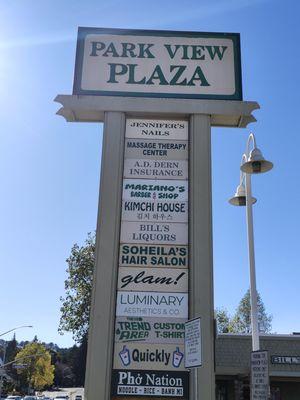 PARK VIEW
PLAZA
JENNIFER'S
NAILS
MASSAGE THERAPY
CENTER
A.D. DERN
INSURANCE
MARIANO'S
BARBER & SHOP
KIMCHI HOUSE
김치 하우스
BILL'S
LIQUORS
SOHEILA'S
HAIR SALON
glam!
LUMINARY
AESTHETICS & CO.
THE
TREND CUSTOM
T-SHIRTS
Quickly
Phở Nation
NOODLE - RICE - BANH MI